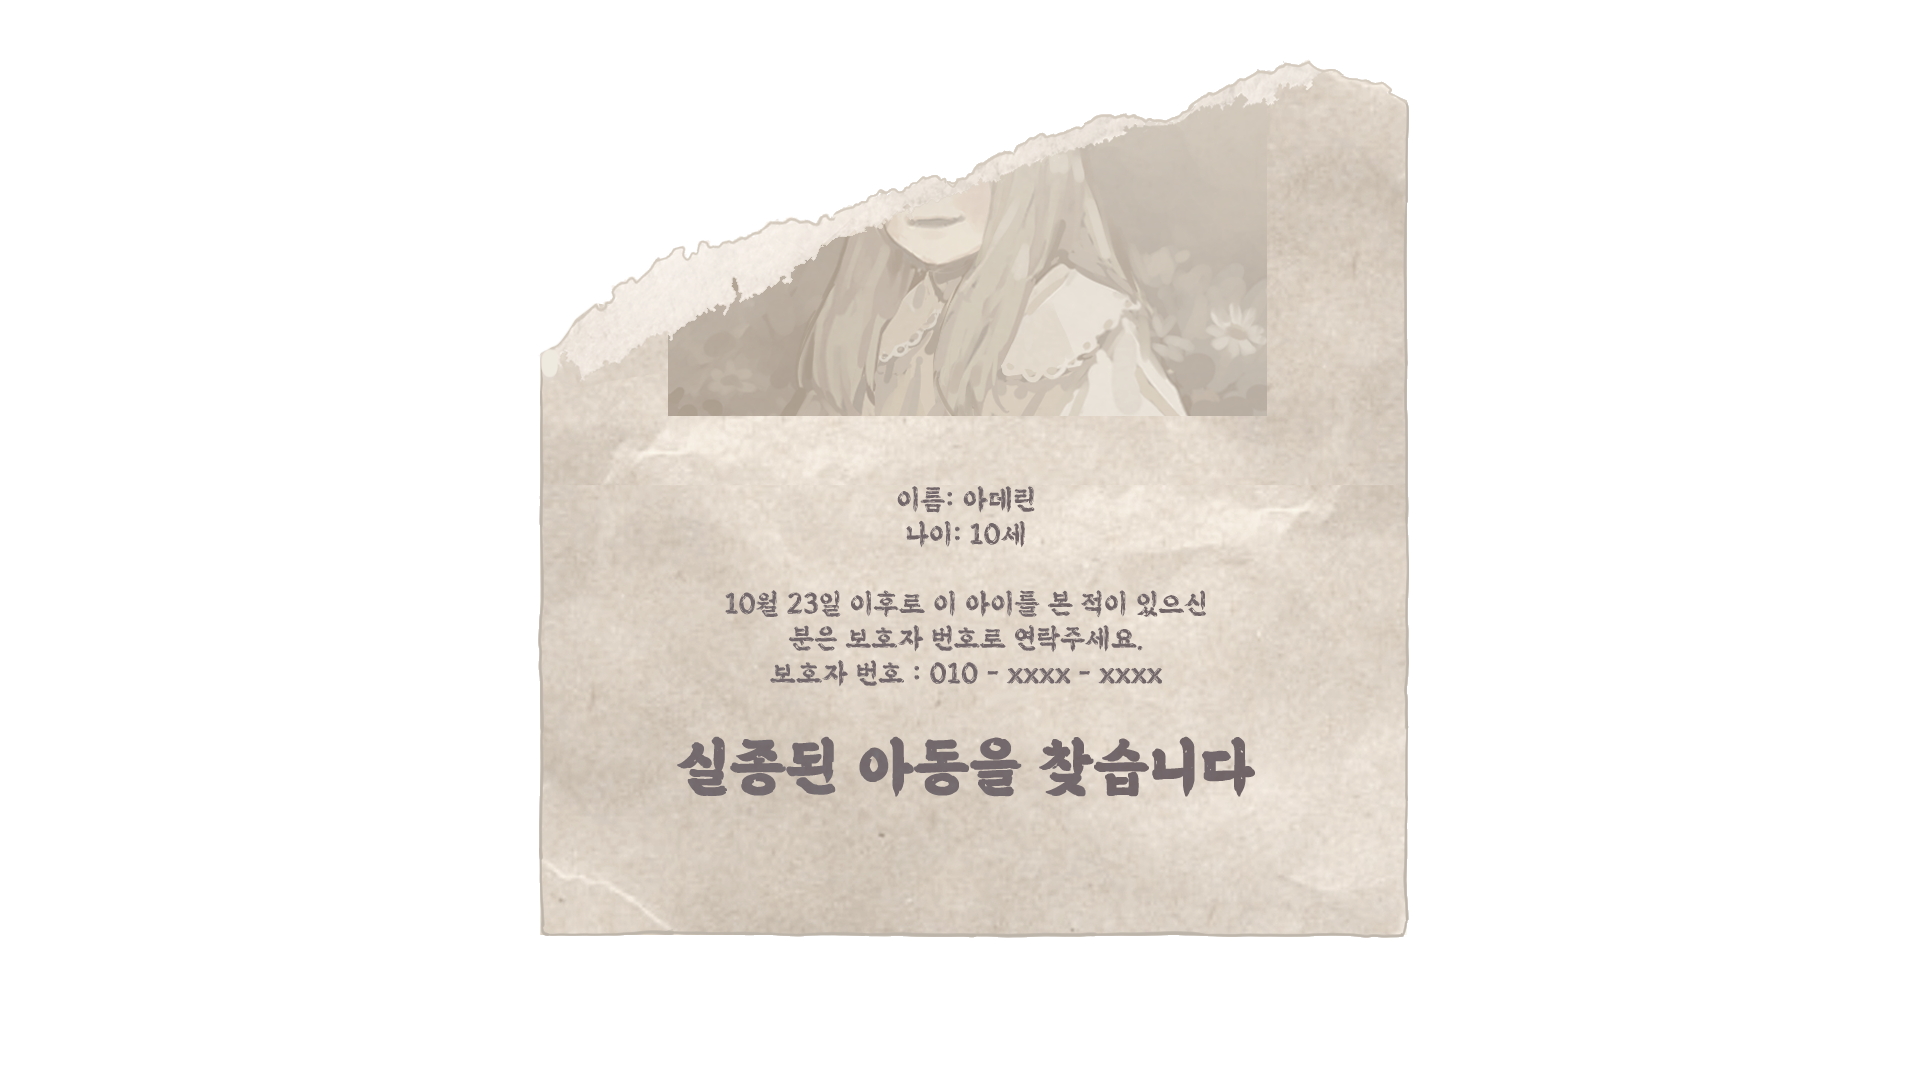 이름: 아데린
나이: 10세
10월 23일 이후로 이 아이를 본 적이 있으신
분은 보호자 번호로 연락주세요.
보호자 번호 : 010 - xxxx - xxxx
실종된 아동을 찾습니다